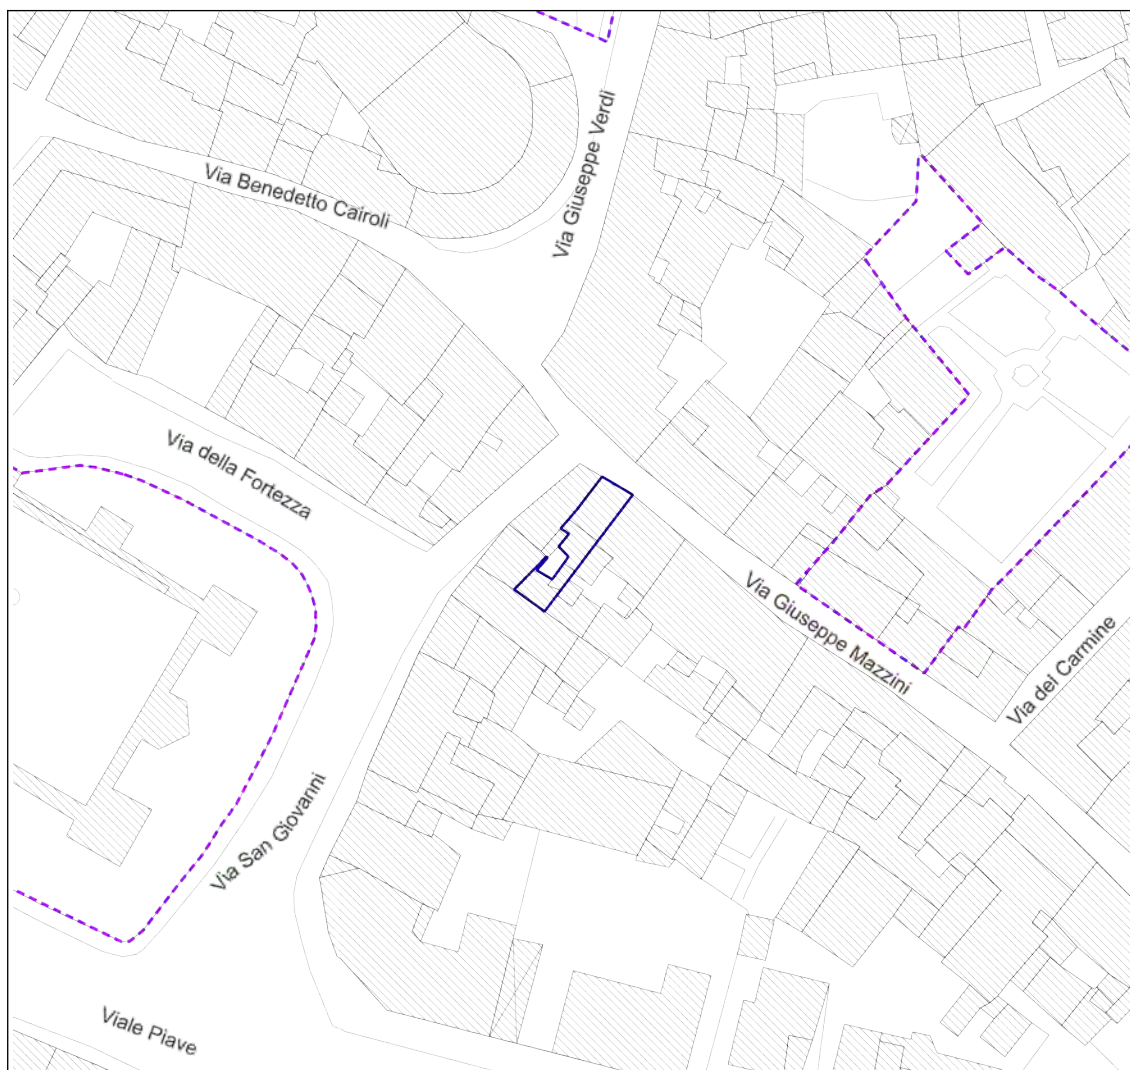 Via Giuseppe Verdi
Via Benedetto Cairoli
Via della Fortezza
Via Giuseppe Mazzini
Via del Carmine
Via San Giovanni
Viale Piave